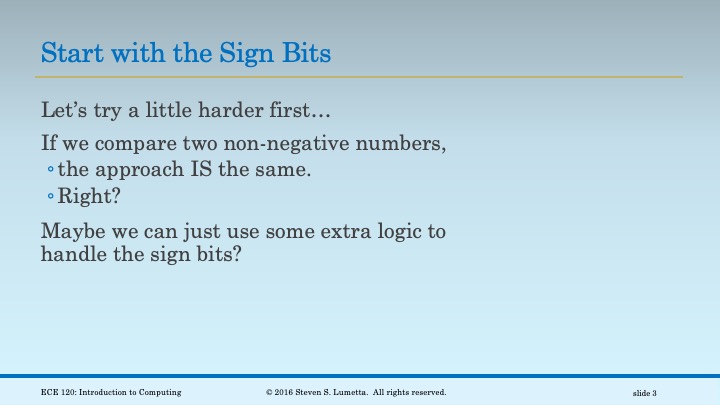 Start with the Sign Bits
Let’s try a little harder first…
If we compare two non-negative numbers,
◦the approach IS the same.
◦Right?
Maybe we can just use some extra logic to
handle the sign bits?
ECE 120: Introduction to Computing
© 2016 Steven S. Lumetta.  All rights reserved.
slide 3